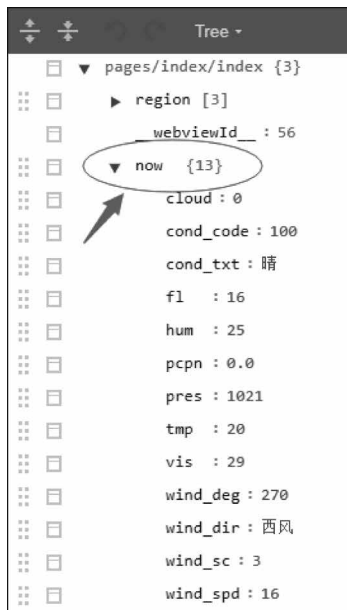 Tree
pages/index/index {3}
region [3]
__webviewId__ : 56
now {13}
cloud : 0
cond_code : 100
cond_txt : 晴
fl : 16
hum : 25
pcpn : 0.0
pres : 1021
tmp : 20
vis : 29
wind_deg : 270
wind_dir : 西风
wind_sc : 3
wind_spd : 16